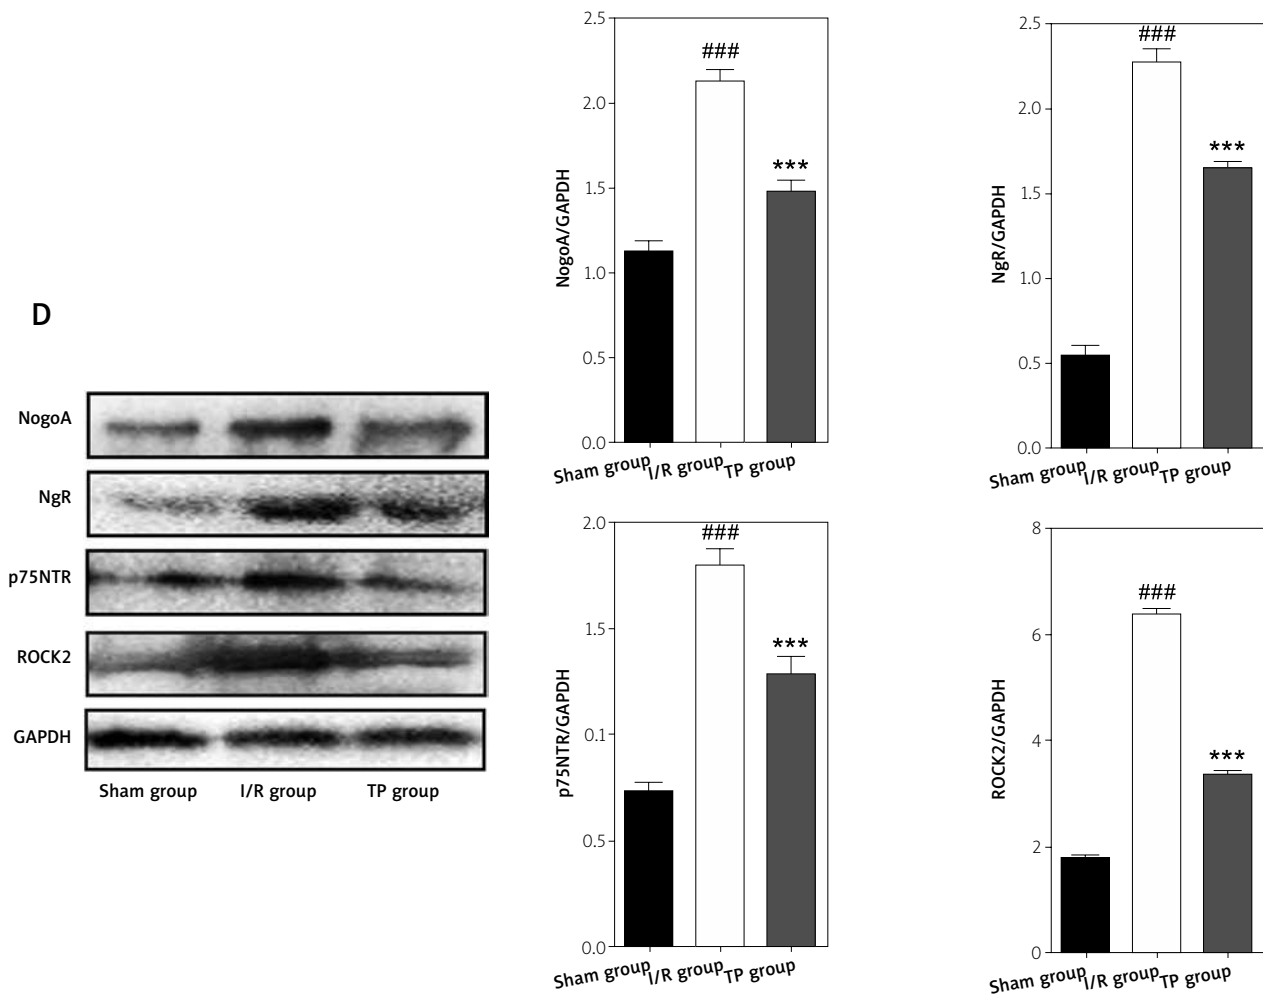 D
NogoA
NgR
p75NTR
ROCK2
GAPDH
Sham group I/R group TP group
NogoA/GAPDH
2.5
2.0
1.5
1.0
0.5
0.0
###
***
Sham group I/R group TP group
NgR/GAPDH
2.5
2.0
1.5
1.0
0.5
0.0
###
***
Sham group I/R group TP group
p75NTR/GAPDH
2.0
1.5
0.1
0.5
0.0
###
***
Sham group I/R group TP group
ROCK2/GAPDH
8
6
4
2
0
###
***
Sham group I/R group TP group